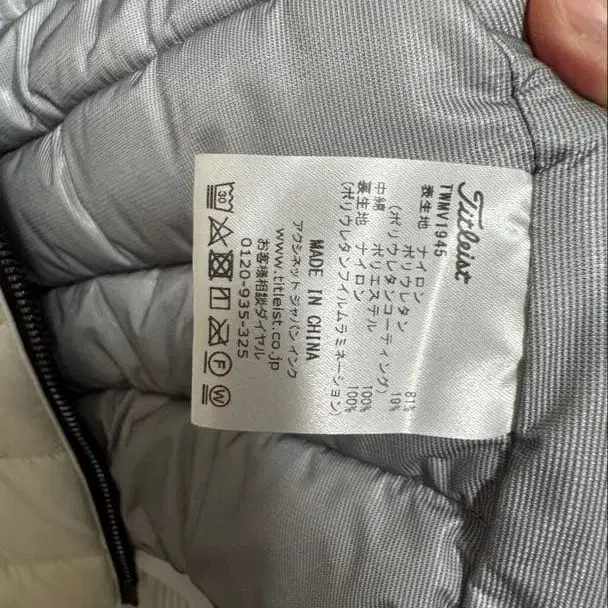 Titleist
TWMV1945
表生地 ナイロン 81%
ポリウレタン 19%
(ポリウレタンコーティング)
中綿 ポリエステル 100%
裏生地 ナイロン 100%
(ポリウレタンフィルムラミネーション)
MADE IN CHINA
アクシネット ジャパン インク
www.titleist.co.jp
お客様相談ダイヤル
0120-935-325
30
F
W